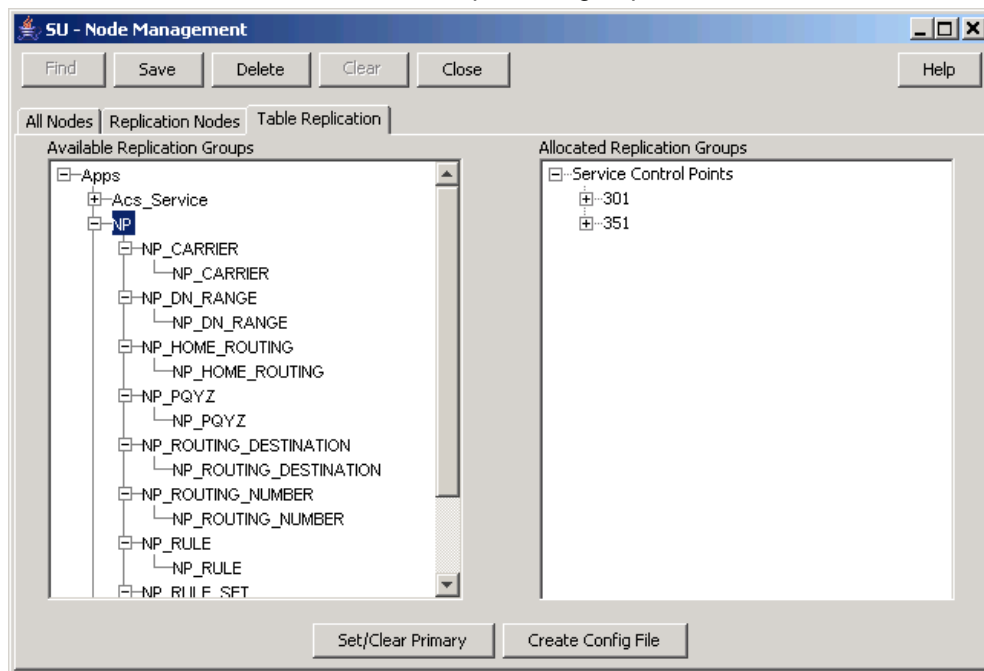 SU - Node Management
Find Save Delete Clear Close Help
All Nodes Replication Nodes Table Replication
Available Replication Groups Allocated Replication Groups
Apps Service Control Points
Acs_Service 301
NP 351
NP_CARRIER
NP_CARRIER
NP_DN_RANGE
NP_DN_RANGE
NP_HOME_ROUTING
NP_HOME_ROUTING
NP_PQYZ
NP_PQYZ
NP_ROUTING_DESTINATION
NP_ROUTING_DESTINATION
NP_ROUTING_NUMBER
NP_ROUTING_NUMBER
NP_RULE
NP_RULE
NP_RULE_SET
Set/Clear Primary Create Config File